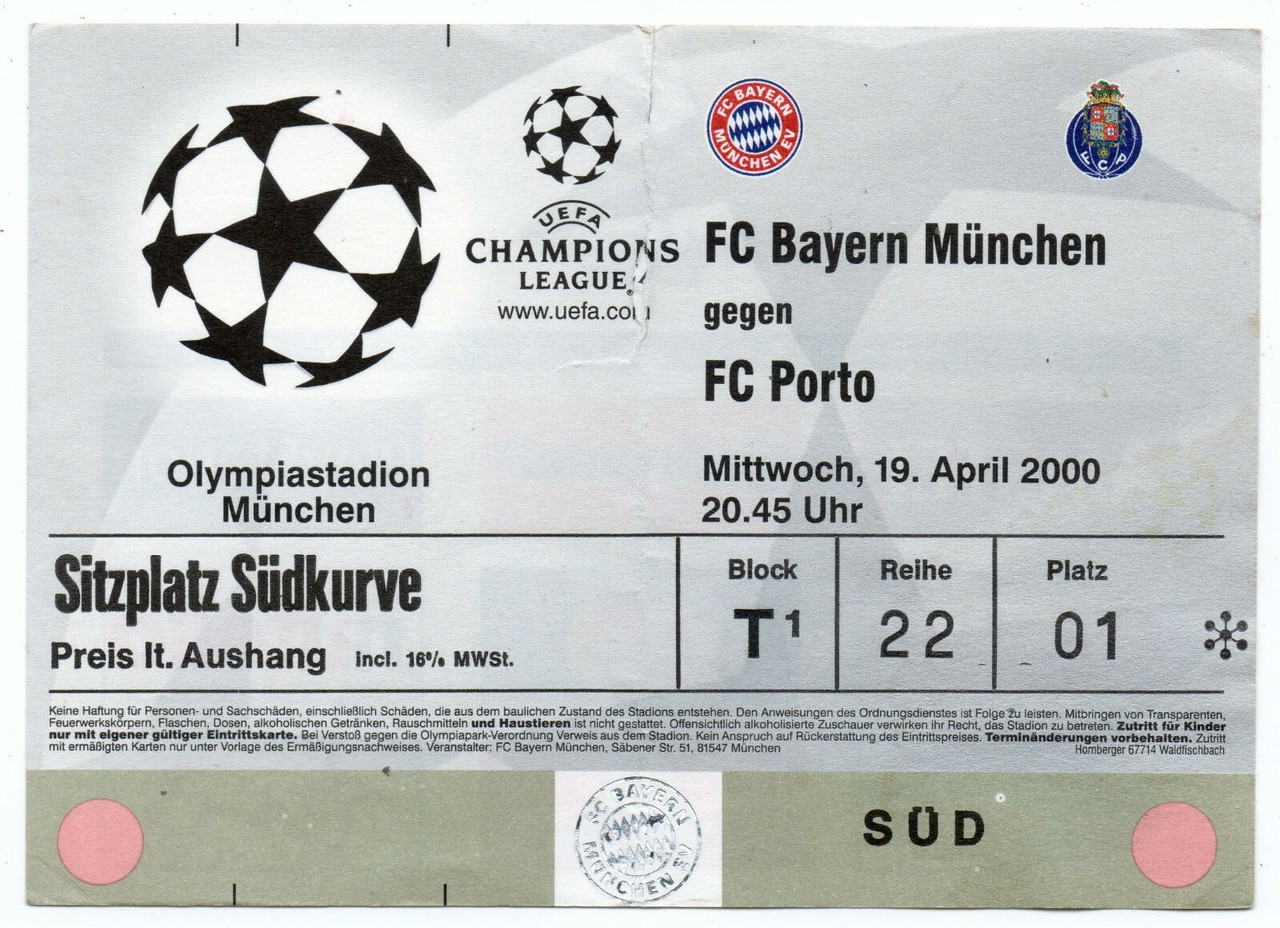 FC BAYERN
MÜNCHEN EV
FCP
UEFA
CHAMPIONS
LEAGUE®
www.uefa.com
FC Bayern München
gegen
FC Porto
Olympiastadion
München
Mittwoch, 19. April 2000
20.45 Uhr
Sitzplatz Südkurve
Preis lt. Aushang incl. 16% MWSt.
Block Reihe Platz
T¹ 22 01
Keine Haftung für Personen- und Sachschäden, einschließlich Schäden, die aus dem baulichen Zustand des Stadions entstehen. Den Anweisungen des Ordnungsdienstes ist Folge zu leisten. Mitbringen von Transparenten,
Feuerwerkskörpern, Flaschen, Dosen, alkoholischen Getränken, Rauschmitteln und Haustieren ist nicht gestattet. Offensichtlich alkoholisierte Zuschauer verwirken ihr Recht, das Stadion zu betreten. Zutritt für Kinder
nur mit eigener gültiger Eintrittskarte. Bei Verstoß gegen die Olympiapark-Verordnung Verweis aus dem Stadion. Kein Anspruch auf Rückerstattung des Eintrittspreises. Terminänderungen vorbehalten. Zutritt
mit ermäßigten Karten nur unter Vorlage des Ermäßigungsnachweises. Veranstalter: FC Bayern München, Säbener Str. 51, 81547 München
Homberger 67714 Waldfischbach
FC BAYERN
MÜNCHEN EV
SÜD